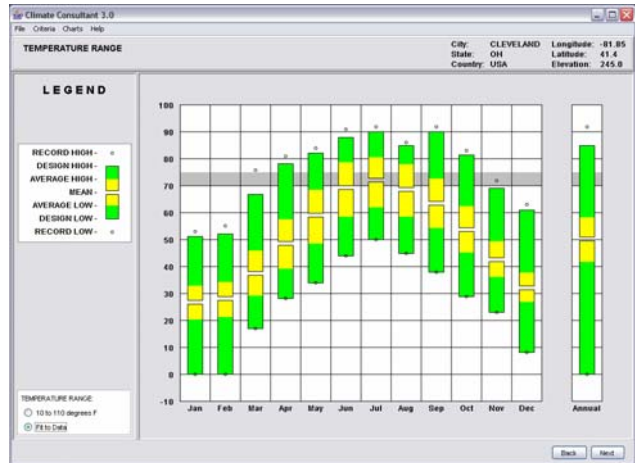 Climate Consultant 3.0
File Criteria Charts Help
TEMPERATURE RANGE
City: CLEVELAND Longitude: -81.85
State: OH Latitude: 41.4
Country: USA Elevation: 245.0
LEGEND
RECORD HIGH -
DESIGN HIGH -
AVERAGE HIGH -
MEAN -
AVERAGE LOW -
DESIGN LOW -
RECORD LOW -
100
90
80
70
60
50
40
30
20
10
0
-10
Jan Feb Mar Apr May Jun Jul Aug Sep Oct Nov Dec Annual
TEMPERATURE RANGE:
10 to 110 degrees F
Fit to Data
Back Next